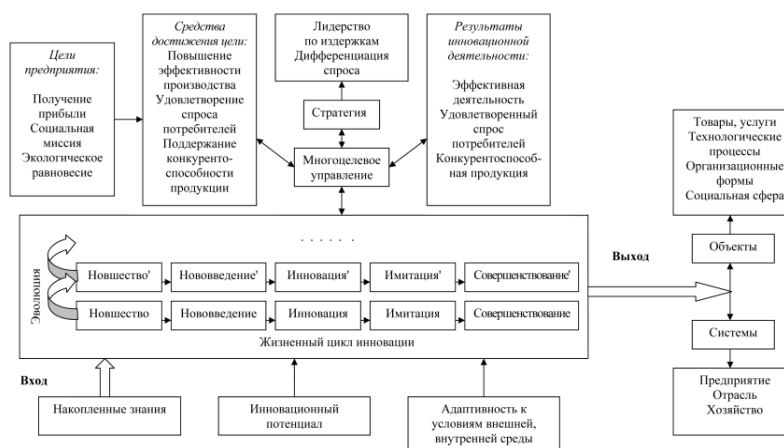 Цели
предприятия:
Получение
прибыли
Социальная
миссия
Экологическое
равновесие
Средства
достижения цели:
Повышение
эффективности
производства
Удовлетворение
спроса
потребителей
Поддержание
конкуренто-
способности
продукции
Лидерство
по издержкам
Дифференциация
спроса
Стратегия
Многоцелевое
управление
Результаты
инновационной
деятельности:
Эффективная
деятельность
Удовлетворенный
спрос
потребителей
Конкурентоспособ-
ная продукция
Товары, услуги
Технологические
процессы
Организационные
формы
Социальная сфера
Объекты
Выход
Системы
Предприятие
Отрасль
Хозяйство
Эволюция
. . . . . .
Новшество' Нововведение' Инновация' Имитация' Совершенствование'
Новшество Нововведение Инновация Имитация Совершенствование
Жизненный цикл инновации
Вход
Накопленные знания
Инновационный
потенциал
Адаптивность к
условиям внешней,
внутренней среды